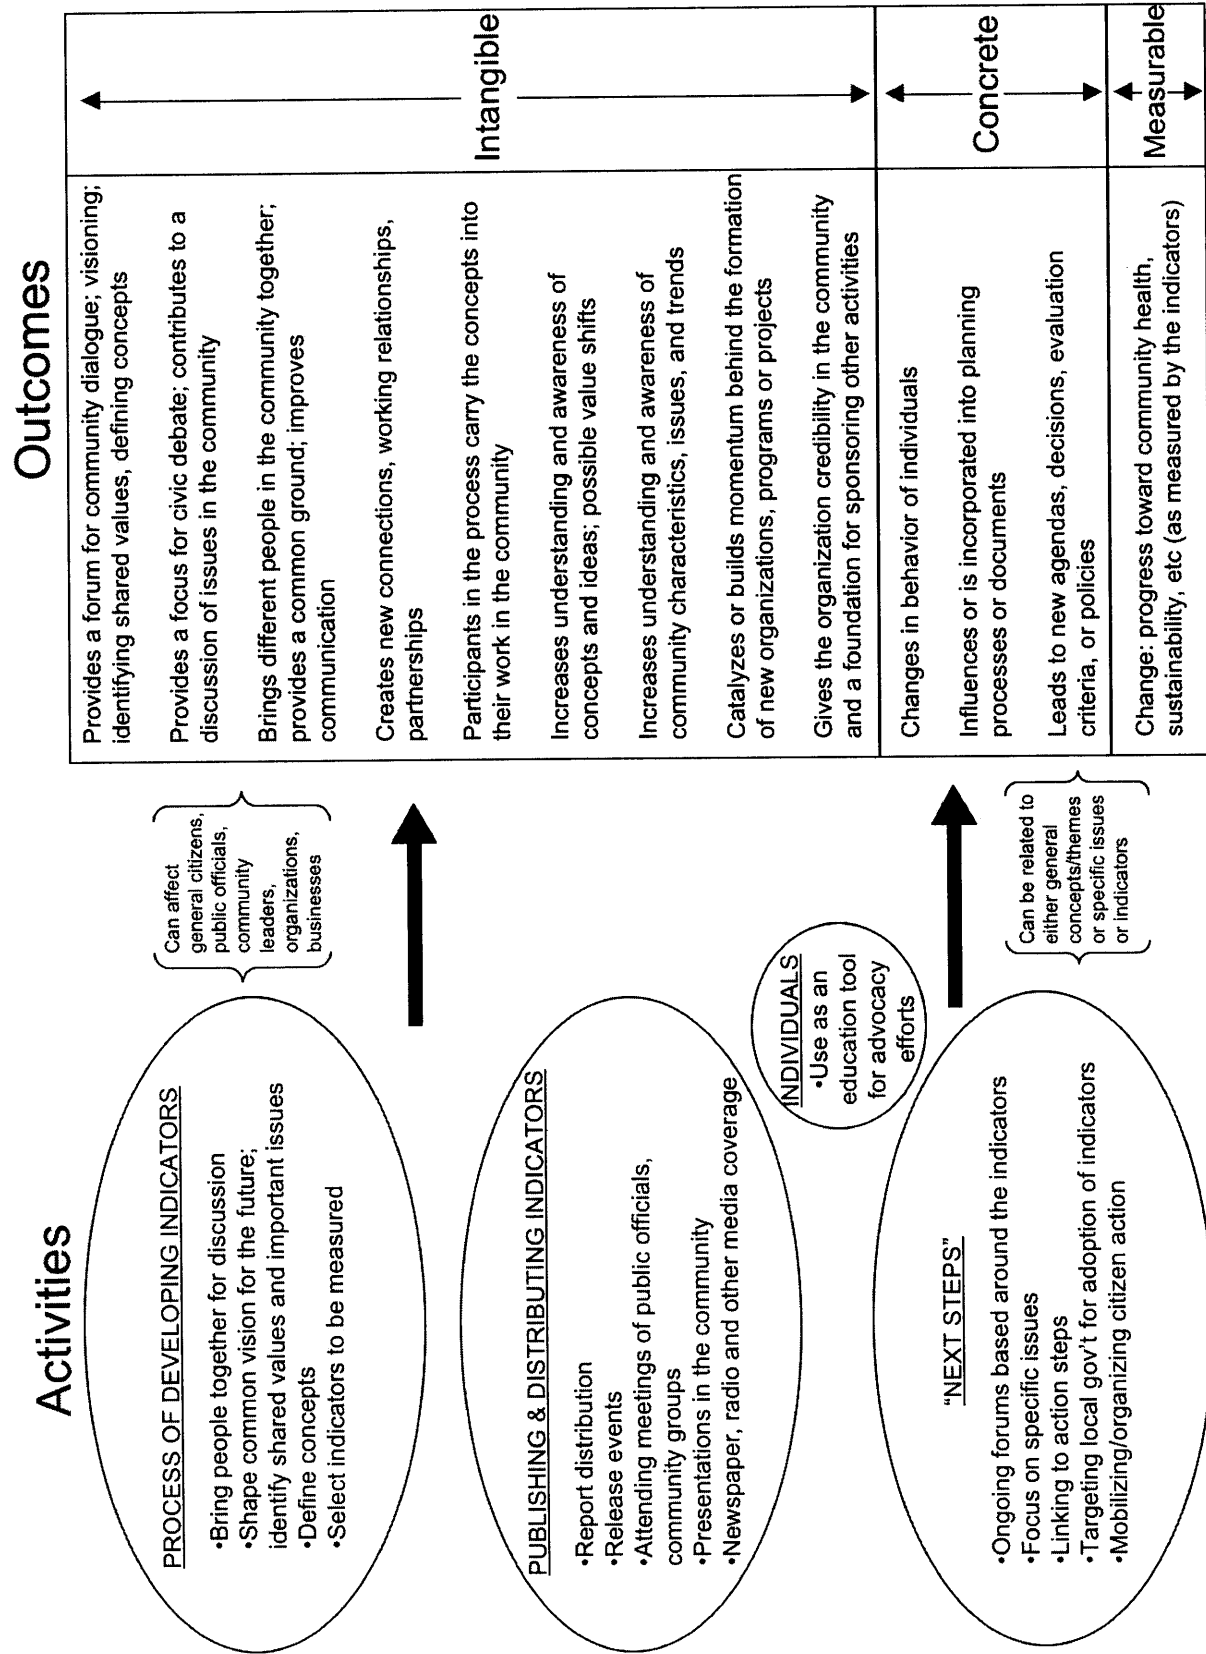 Activities
PROCESS OF DEVELOPING INDICATORS
•Bring people together for discussion
•Shape common vision for the future;
identify shared values and important issues
•Define concepts
•Select indicators to be measured
PUBLISHING & DISTRIBUTING INDICATORS
•Report distribution
•Release events
•Attending meetings of public officials,
community groups
•Presentations in the community
•Newspaper, radio and other media coverage
INDIVIDUALS
•Use as an
education tool
for advocacy
efforts
"NEXT STEPS"
•Ongoing forums based around the indicators
•Focus on specific issues
•Linking to action steps
•Targeting local gov't for adoption of indicators
•Mobilizing/organizing citizen action
Can affect
general citizens,
public officials,
community
leaders,
organizations,
businesses
Can be related to
either general
concepts/themes
or specific issues
or indicators
Outcomes
Provides a forum for community dialogue; visioning;
identifying shared values, defining concepts
Provides a focus for civic debate; contributes to a
discussion of issues in the community
Brings different people in the community together;
provides a common ground; improves
communication
Creates new connections, working relationships,
partnerships
Participants in the process carry the concepts into
their work in the community
Increases understanding and awareness of
concepts and ideas; possible value shifts
Increases understanding and awareness of
community characteristics, issues, and trends
Catalyzes or builds momentum behind the formation
of new organizations, programs or projects
Gives the organization credibility in the community
and a foundation for sponsoring other activities
Intangible
Changes in behavior of individuals
Influences or is incorporated into planning
processes or documents
Leads to new agendas, decisions, evaluation
criteria, or policies
Concrete
Change: progress toward community health,
sustainability, etc (as measured by the indicators)
Measurable